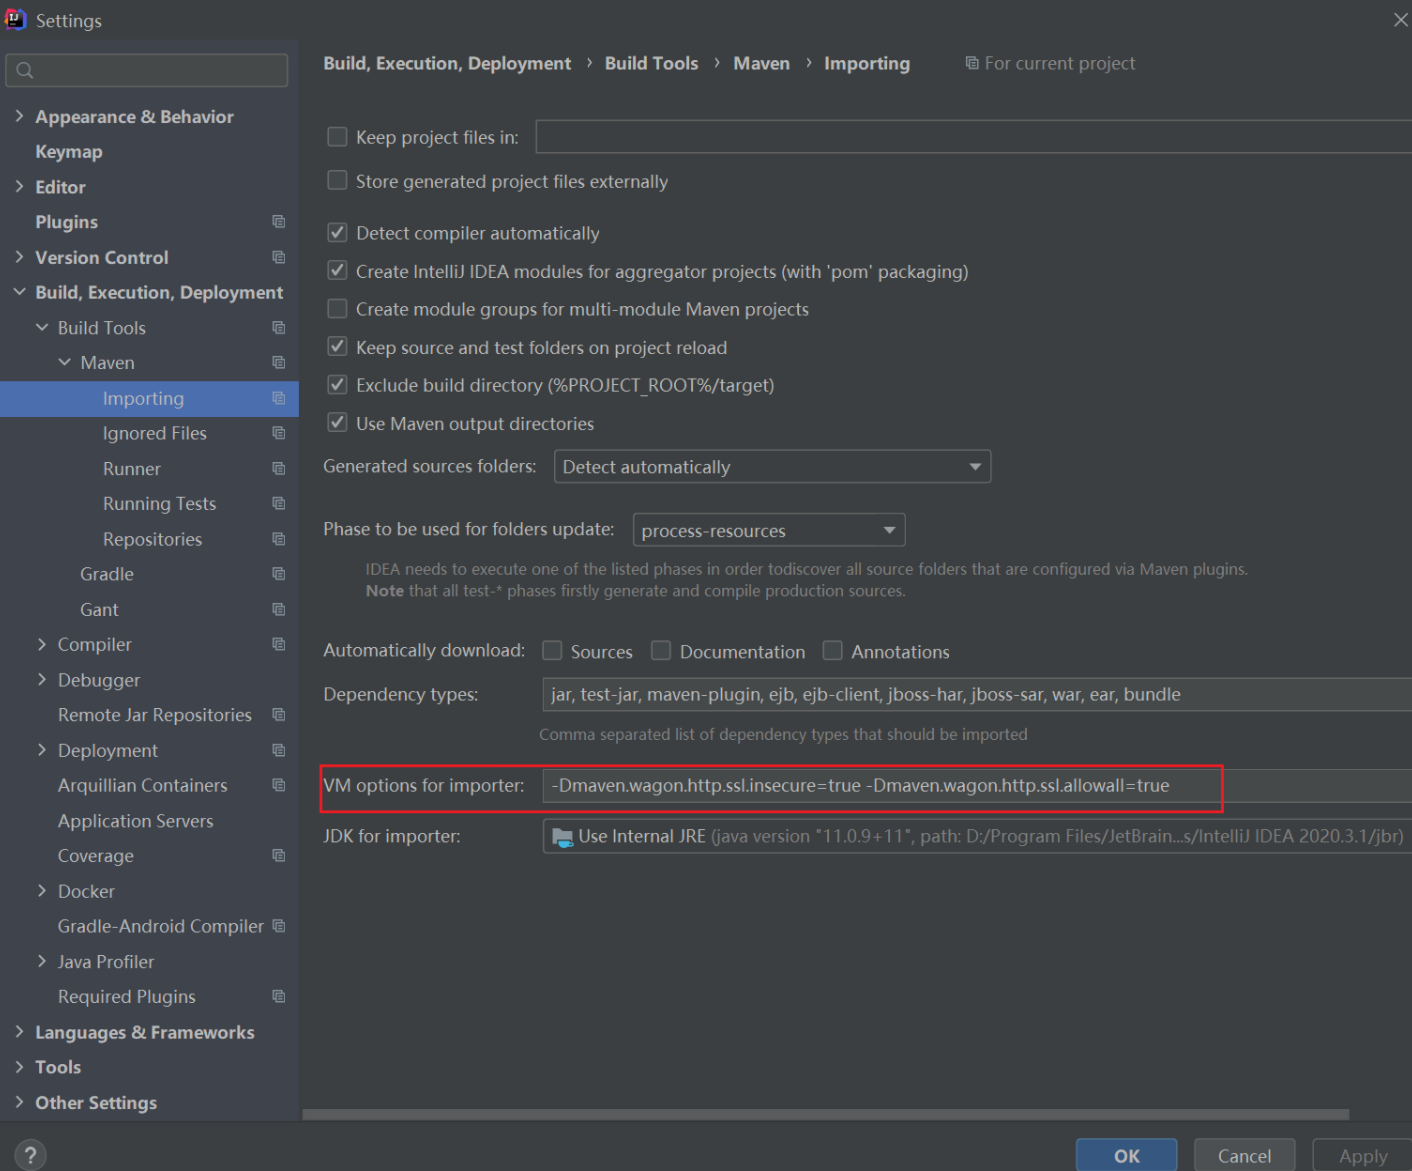 Settings
Build, Execution, Deployment › Build Tools › Maven › Importing For current project
Appearance & Behavior
Keymap
Editor
Plugins
Version Control
Build, Execution, Deployment
Build Tools
Maven
Importing
Ignored Files
Runner
Running Tests
Repositories
Gradle
Gant
Compiler
Debugger
Remote Jar Repositories
Deployment
Arquillian Containers
Application Servers
Coverage
Docker
Gradle-Android Compiler
Java Profiler
Required Plugins
Languages & Frameworks
Tools
Other Settings
Keep project files in:
Store generated project files externally
Detect compiler automatically
Create IntelliJ IDEA modules for aggregator projects (with 'pom' packaging)
Create module groups for multi-module Maven projects
Keep source and test folders on project reload
Exclude build directory (%PROJECT_ROOT%/target)
Use Maven output directories
Generated sources folders: Detect automatically
Phase to be used for folders update: process-resources
IDEA needs to execute one of the listed phases in order todiscover all source folders that are configured via Maven plugins.
Note that all test-* phases firstly generate and compile production sources.
Automatically download: Sources Documentation Annotations
Dependency types: jar, test-jar, maven-plugin, ejb, ejb-client, jboss-har, jboss-sar, war, ear, bundle
Comma separated list of dependency types that should be imported
VM options for importer: -Dmaven.wagon.http.ssl.insecure=true -Dmaven.wagon.http.ssl.allowall=true
JDK for importer: Use Internal JRE (java version "11.0.9+11", path: D:/Program Files/JetBrain...s/IntelliJ IDEA 2020.3.1/jbr)
? OK Cancel Apply